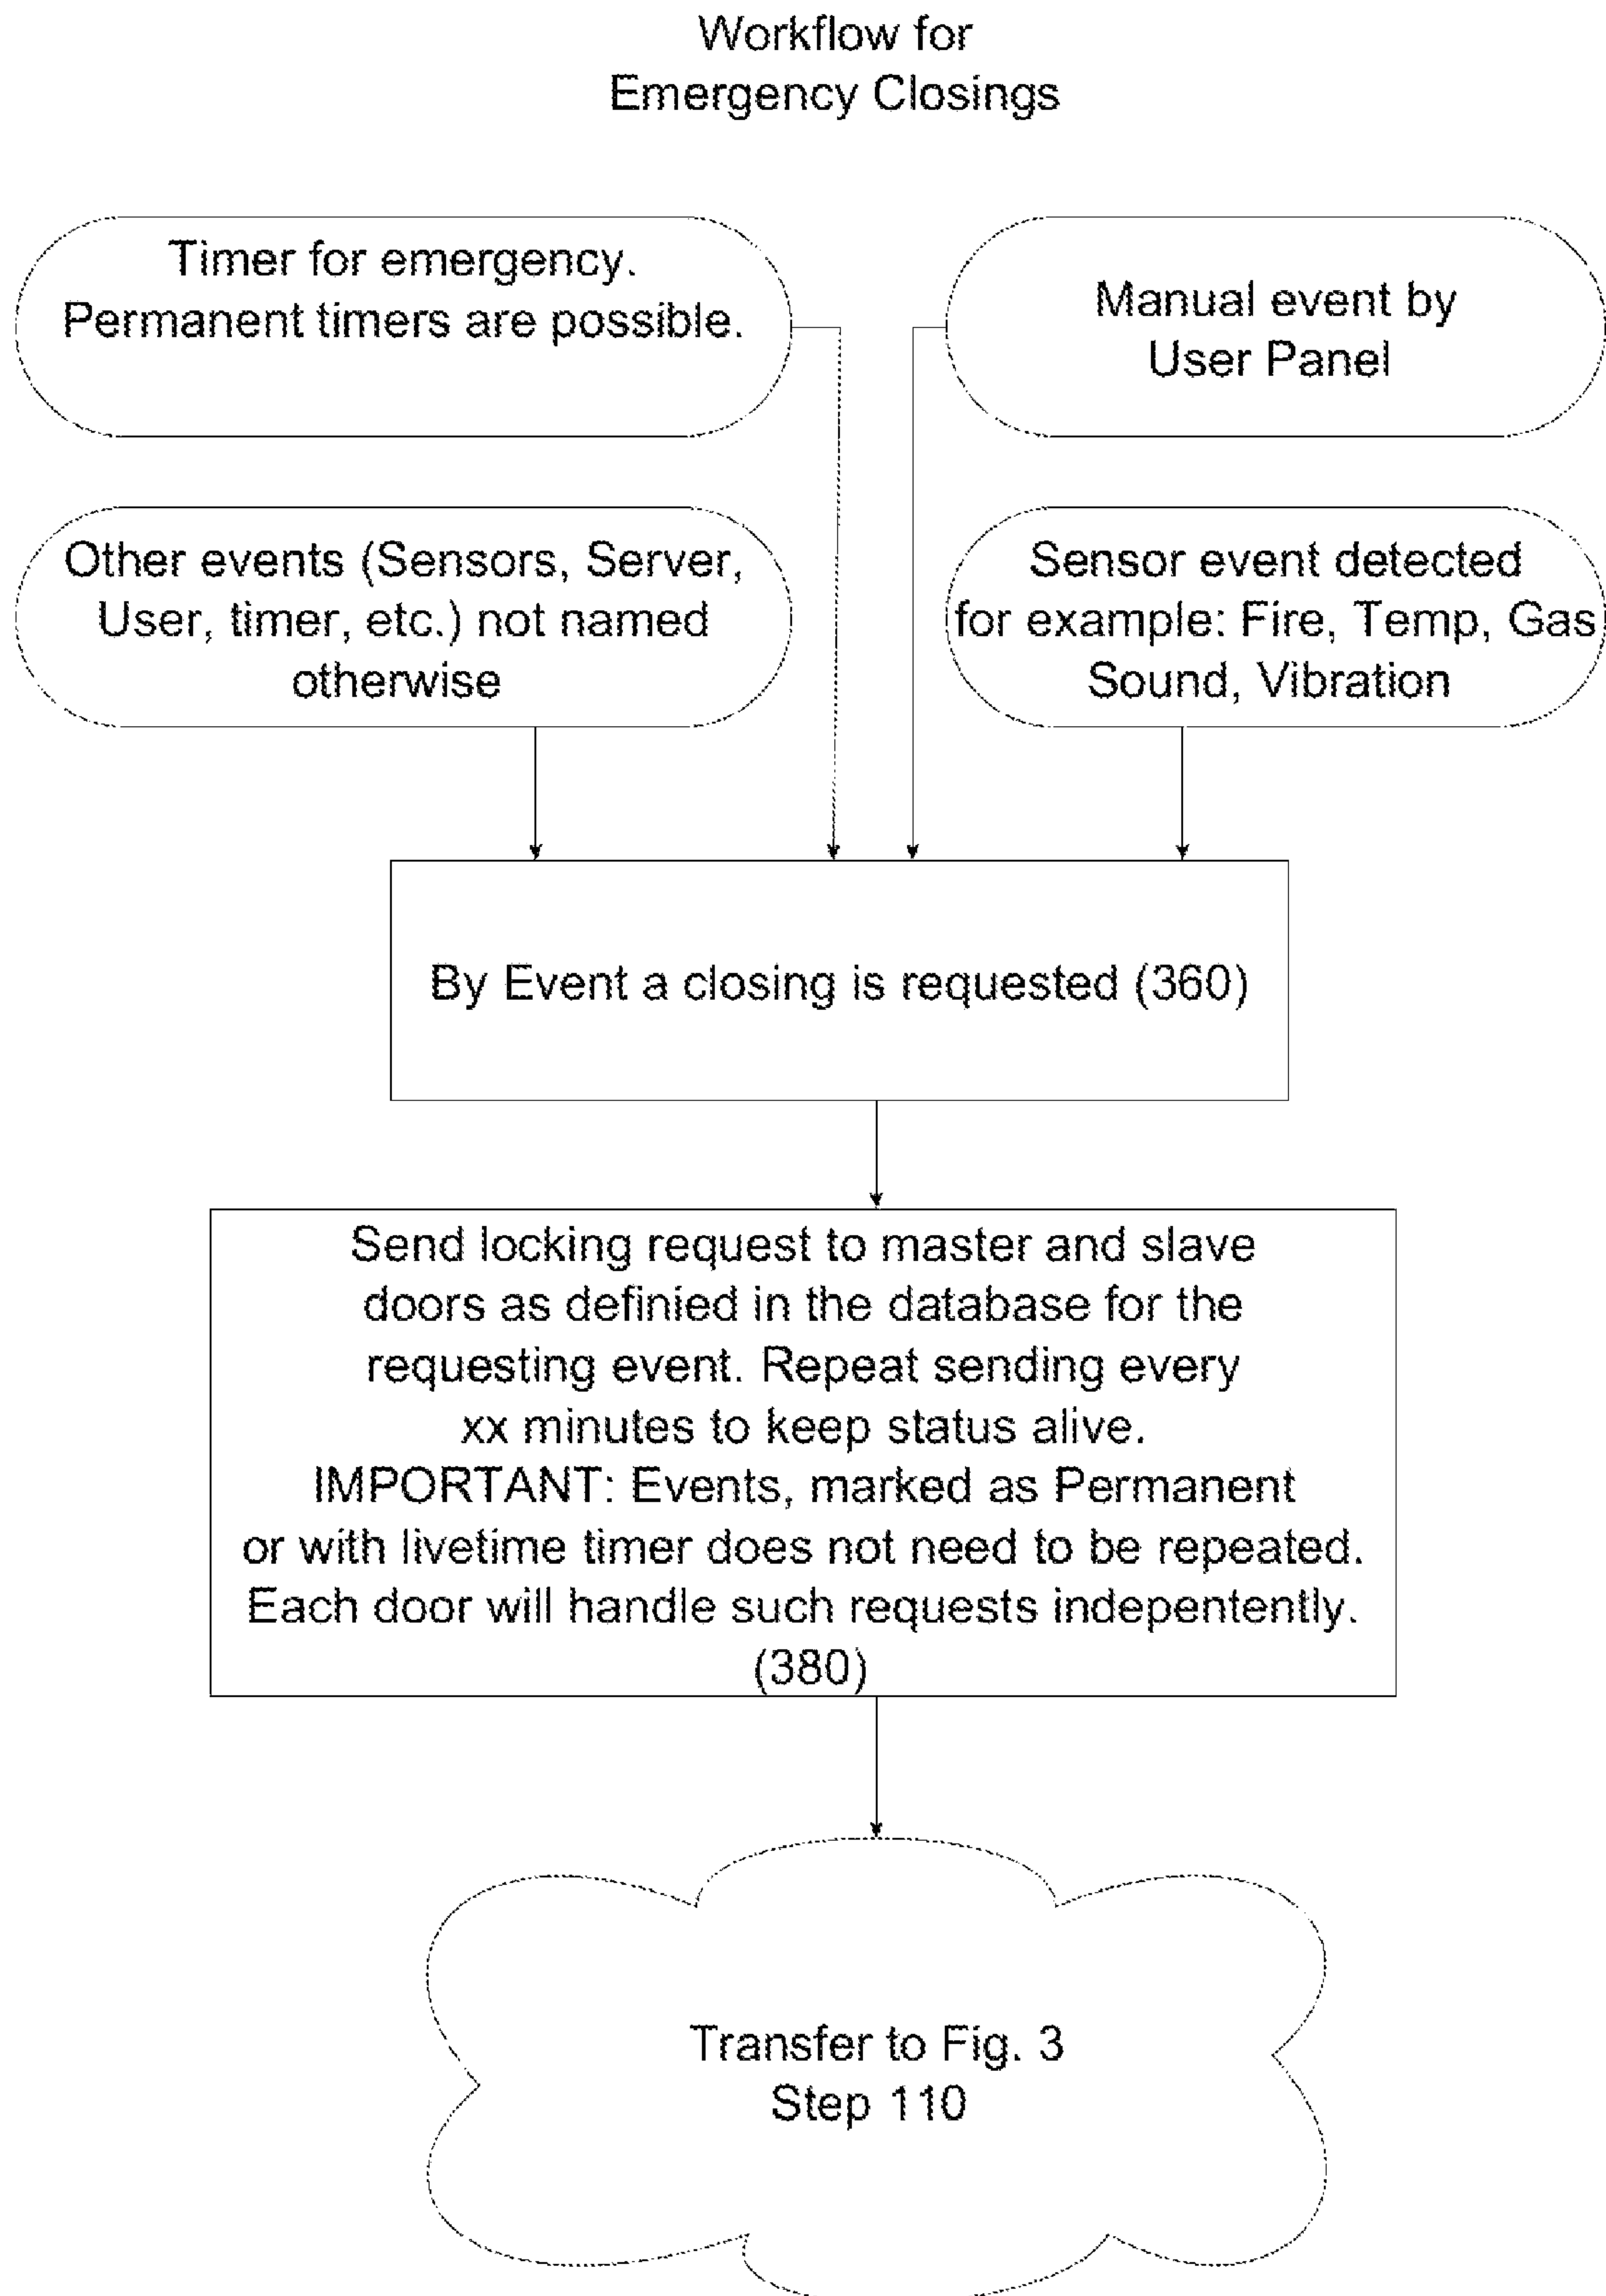 Workflow for
Emergency Closings
Timer for emergency.
Permanent timers are possible.
Manual event by
User Panel
Other events (Sensors, Server,
User, timer, etc.) not named
otherwise
Sensor event detected
for example: Fire, Temp, Gas
Sound, Vibration
By Event a closing is requested (360)
Send locking request to master and slave
doors as definied in the database for the
requesting event. Repeat sending every
xx minutes to keep status alive.
IMPORTANT: Events, marked as Permanent
or with livetime timer does not need to be repeated.
Each door will handle such requests indepentently.
(380)
Transfer to Fig. 3
Step 110